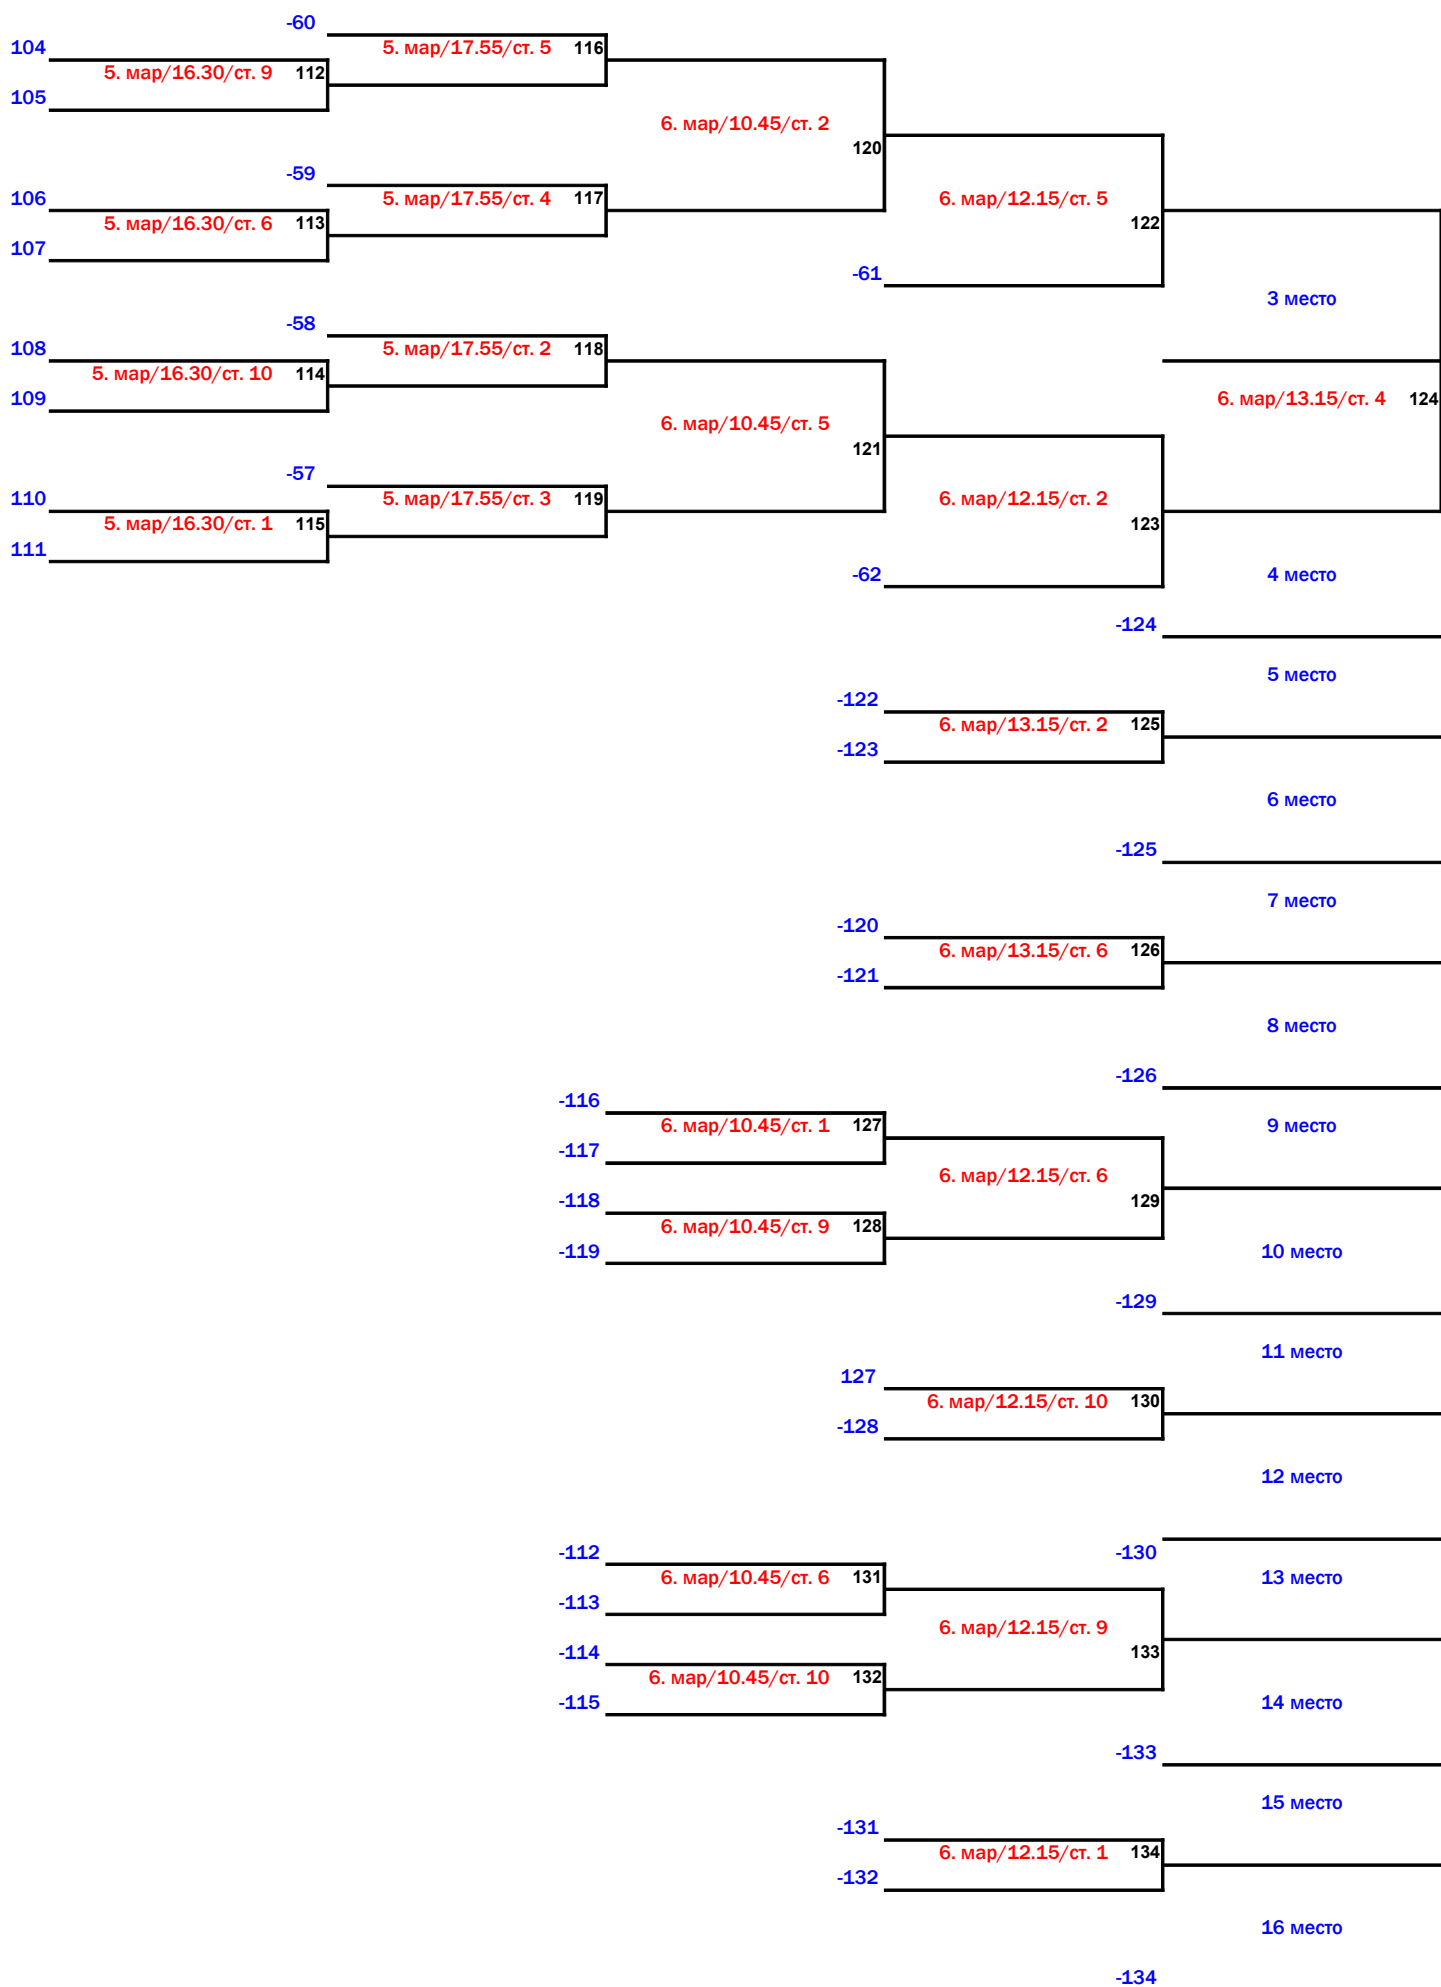 -60
104
5. мар/17.55/ст. 5 116
5. мар/16.30/ст. 9 112
105
6. мар/10.45/ст. 2
120
-59
106
5. мар/17.55/ст. 4 117
6. мар/12.15/ст. 5
5. мар/16.30/ст. 6 113
122
107
-61
3 место
-58
108
5. мар/17.55/ст. 2 118
5. мар/16.30/ст. 10 114
109
6. мар/13.15/ст. 4 124
6. мар/10.45/ст. 5
121
-57
110
5. мар/17.55/ст. 3 119
6. мар/12.15/ст. 2
5. мар/16.30/ст. 1 115
123
111
-62
4 место
-124
5 место
-122
6. мар/13.15/ст. 2 125
-123
6 место
-125
7 место
-120
6. мар/13.15/ст. 6 126
-121
8 место
-126
-116
6. мар/10.45/ст. 1 127
9 место
-117
6. мар/12.15/ст. 6
-118
129
6. мар/10.45/ст. 9 128
-119
10 место
-129
11 место
127
6. мар/12.15/ст. 10 130
-128
12 место
-112
-130
6. мар/10.45/ст. 6 131
13 место
-113
6. мар/12.15/ст. 9
-114
133
6. мар/10.45/ст. 10 132
-115
14 место
-133
15 место
-131
6. мар/12.15/ст. 1 134
-132
16 место
-134